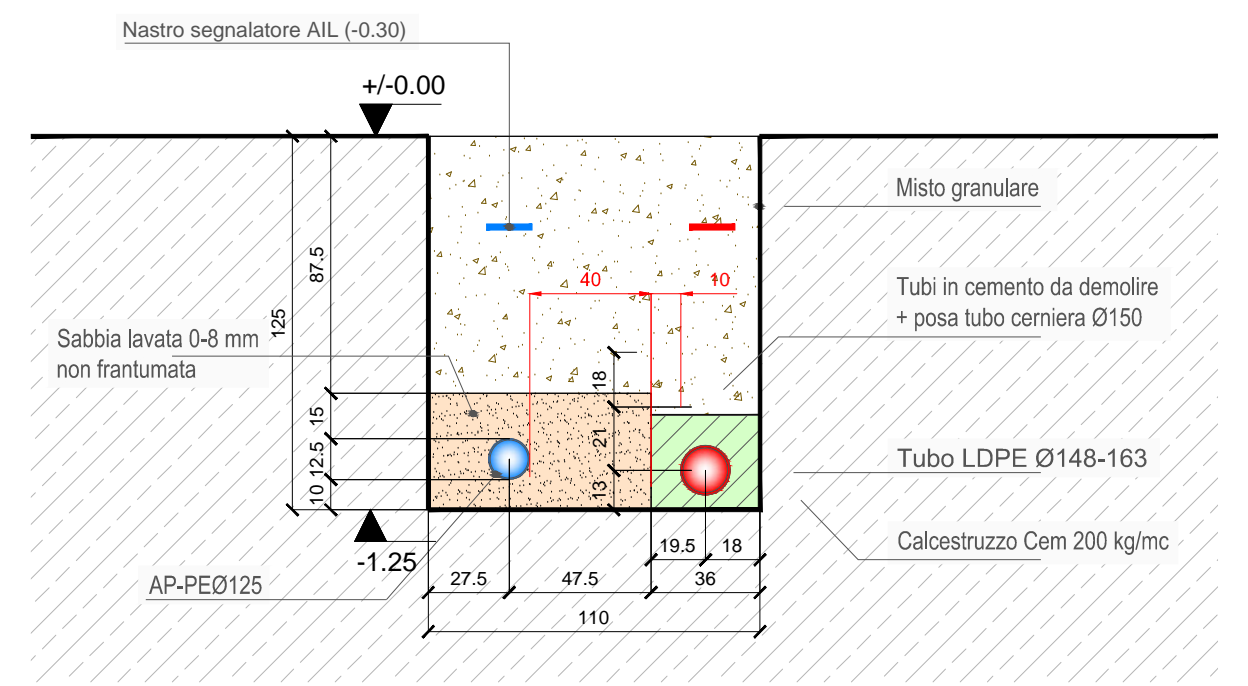 Nastro segnalatore AIL (-0.30)
+/-0.00
Misto granulare
87.5
125
40
10
Tubi in cemento da demolire
+ posa tubo cerniera Ø150
Sabbia lavata 0-8 mm
non frantumata
18
15
21
12.5
Tubo LDPE Ø148-163
13
10
-1.25
19.5
18
Calcestruzzo Cem 200 kg/mc
AP-PEØ125
27.5
47.5
36
110